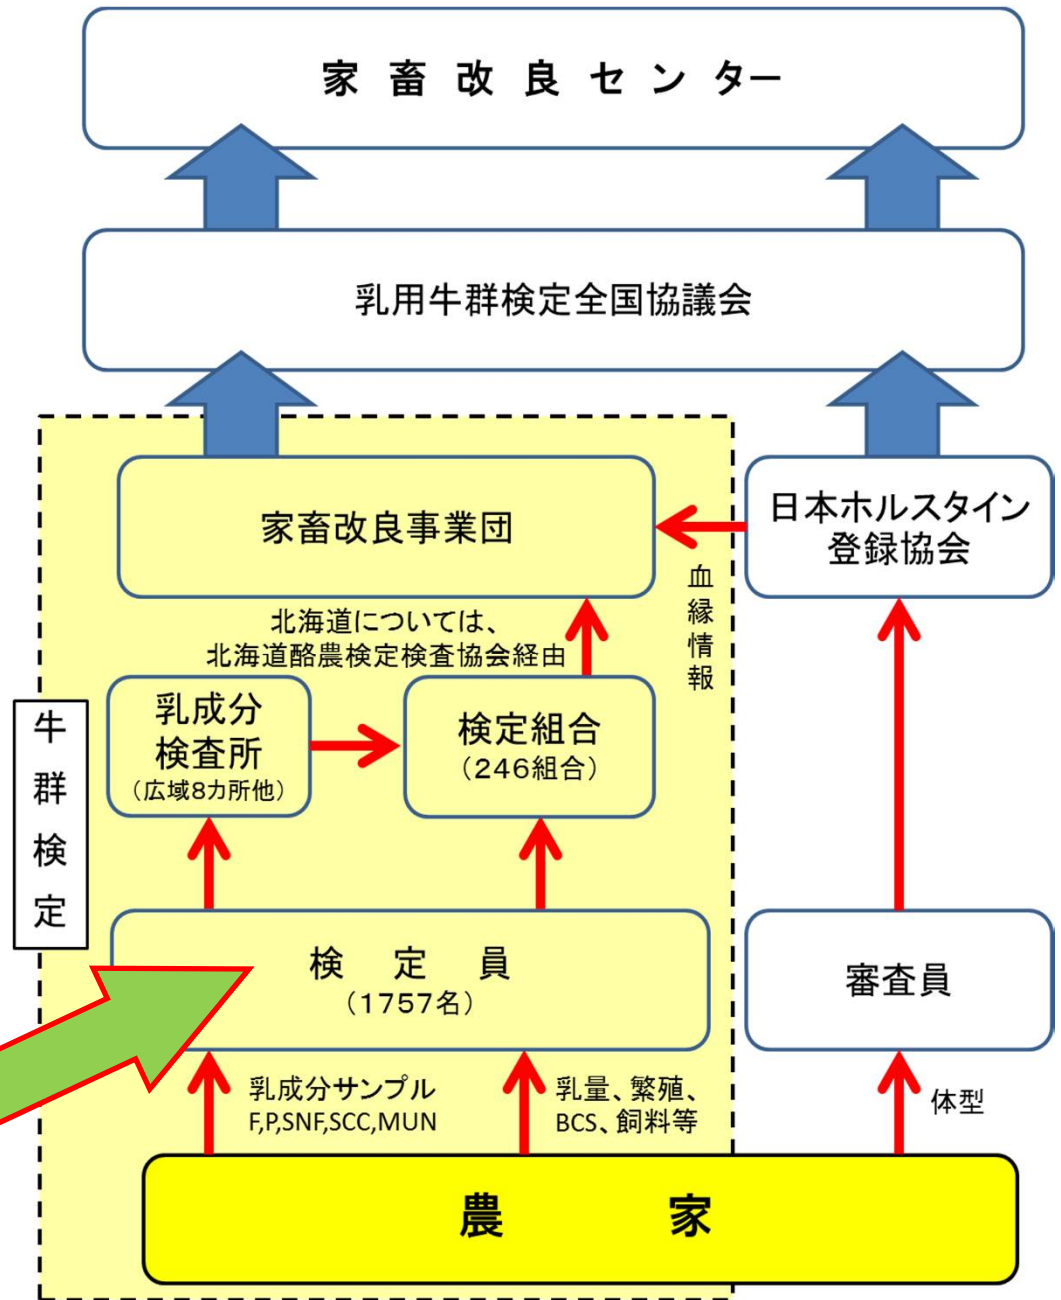 家畜改良センター
乳用牛群検定全国協議会
家畜改良事業団
日本ホルスタイン
登録協会
血縁情報
北海道については、
北海道酪農検定検査協会経由
乳成分
検査所
(広域8カ所他)
検定組合
(246組合)
牛群検定
検定員
(1757名)
審査員
乳成分サンプル
F,P,SNF,SCC,MUN
乳量、繁殖、
BCS、飼料等
体型
農家